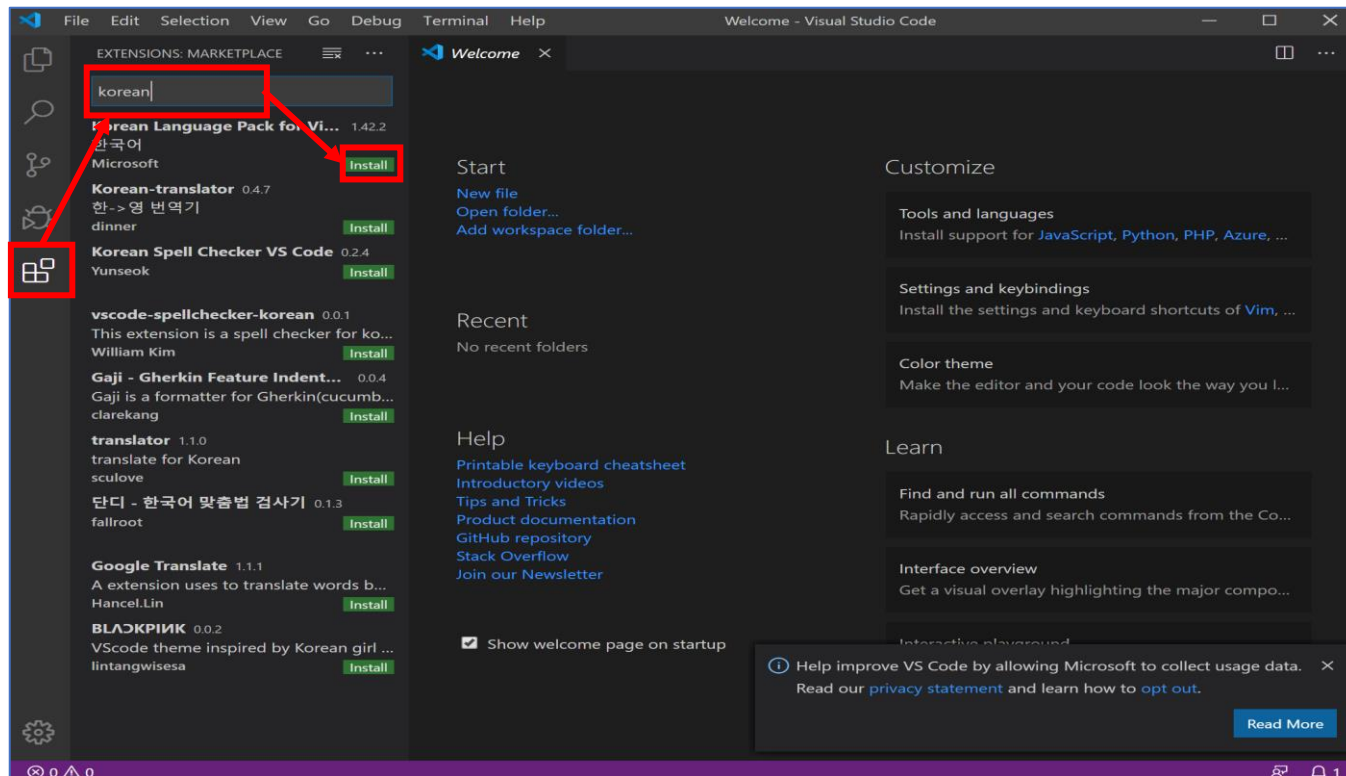 File Edit Selection View Go Debug Terminal Help Welcome - Visual Studio Code
EXTENSIONS: MARKETPLACE
korean
Korean Language Pack for Vi... 1.42.2
한국어
Microsoft Install
Korean-translator 0.4.7
한->영 번역기
dinner Install
Korean Spell Checker VS Code 0.2.4
Yunseok Install
vscode-spellchecker-korean 0.0.1
This extension is a spell checker for ko...
William Kim Install
Gaji - Gherkin Feature Indent... 0.0.4
Gaji is a formatter for Gherkin(cucumb...
clarekang Install
translator 1.1.0
translate for Korean
sculove Install
단디 - 한국어 맞춤법 검사기 0.1.3
fallroot Install
Google Translate 1.1.1
A extension uses to translate words b...
Hancel.Lin Install
BLɅƆKPIИK 0.0.2
VScode theme inspired by Korean girl ...
lintangwisesa Install
Welcome
Start
New file
Open folder...
Add workspace folder...
Recent
No recent folders
Help
Printable keyboard cheatsheet
Introductory videos
Tips and Tricks
Product documentation
GitHub repository
Stack Overflow
Join our Newsletter
Show welcome page on startup
Customize
Tools and languages
Install support for JavaScript, Python, PHP, Azure, ...
Settings and keybindings
Install the settings and keyboard shortcuts of Vim, ...
Color theme
Make the editor and your code look the way you l...
Learn
Find and run all commands
Rapidly access and search commands from the Co...
Interface overview
Get a visual overlay highlighting the major compo...
Interactive playground
Help improve VS Code by allowing Microsoft to collect usage data.
Read our privacy statement and learn how to opt out.
Read More
0 0 1